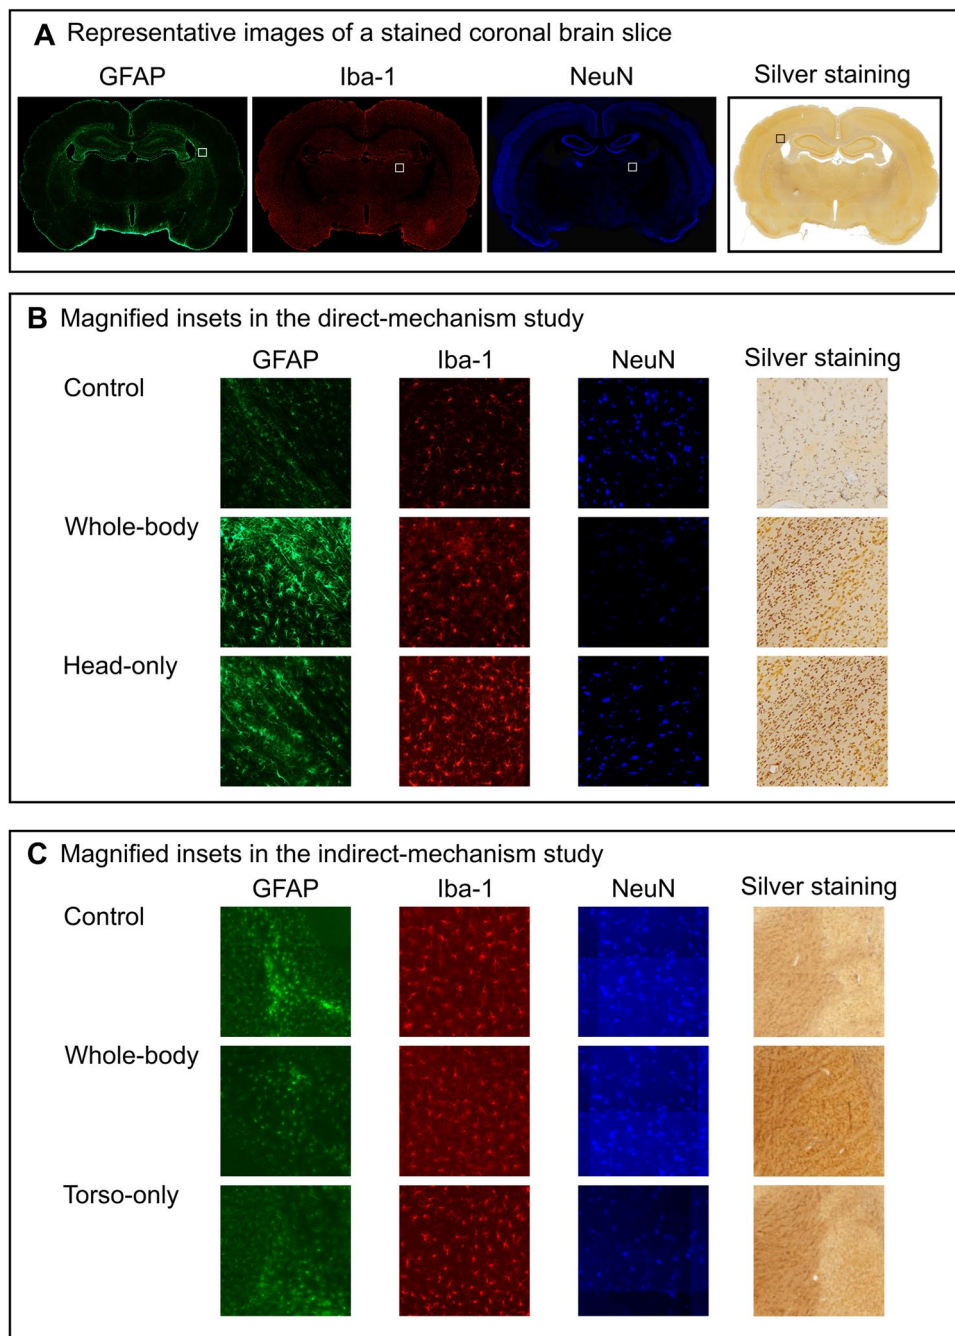 A Representative images of a stained coronal brain slice
GFAP Iba-1 NeuN Silver staining
B Magnified insets in the direct-mechanism study
GFAP Iba-1 NeuN Silver staining
Control
Whole-body
Head-only
C Magnified insets in the indirect-mechanism study
GFAP Iba-1 NeuN Silver staining
Control
Whole-body
Torso-only